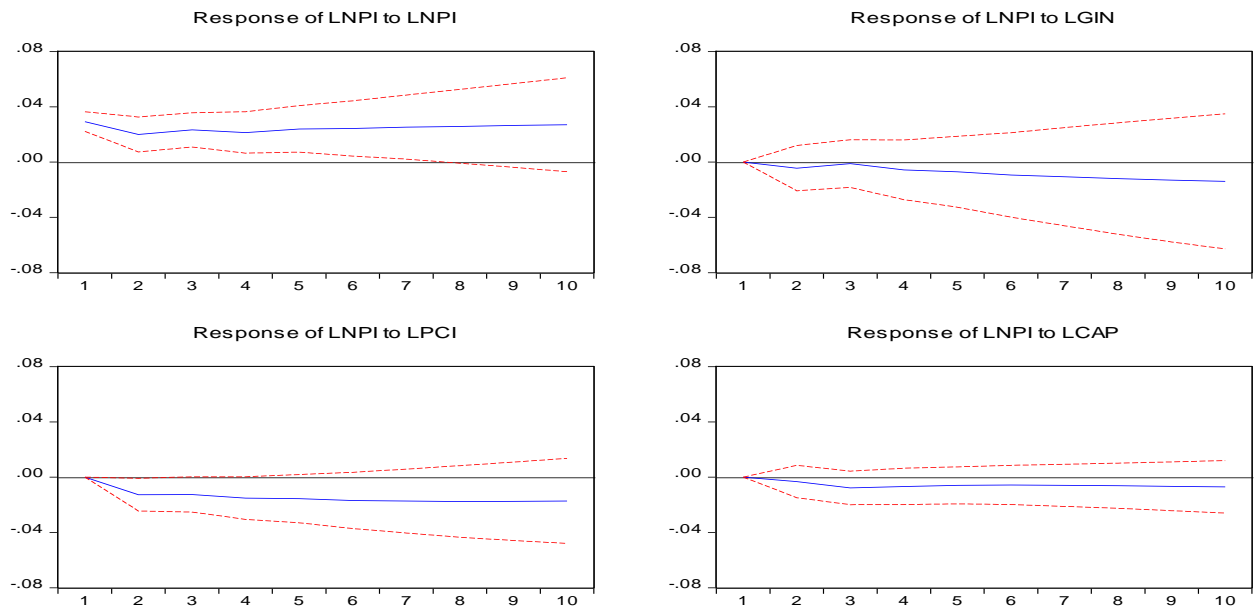 Response of LNPI to LNPI
.08
.04
.00
-.04
-.08
1 2 3 4 5 6 7 8 9 10
Response of LNPI to LGIN
.08
.04
.00
-.04
-.08
1 2 3 4 5 6 7 8 9 10
Response of LNPI to LPCI
.08
.04
.00
-.04
-.08
1 2 3 4 5 6 7 8 9 10
Response of LNPI to LCAP
.08
.04
.00
-.04
-.08
1 2 3 4 5 6 7 8 9 10